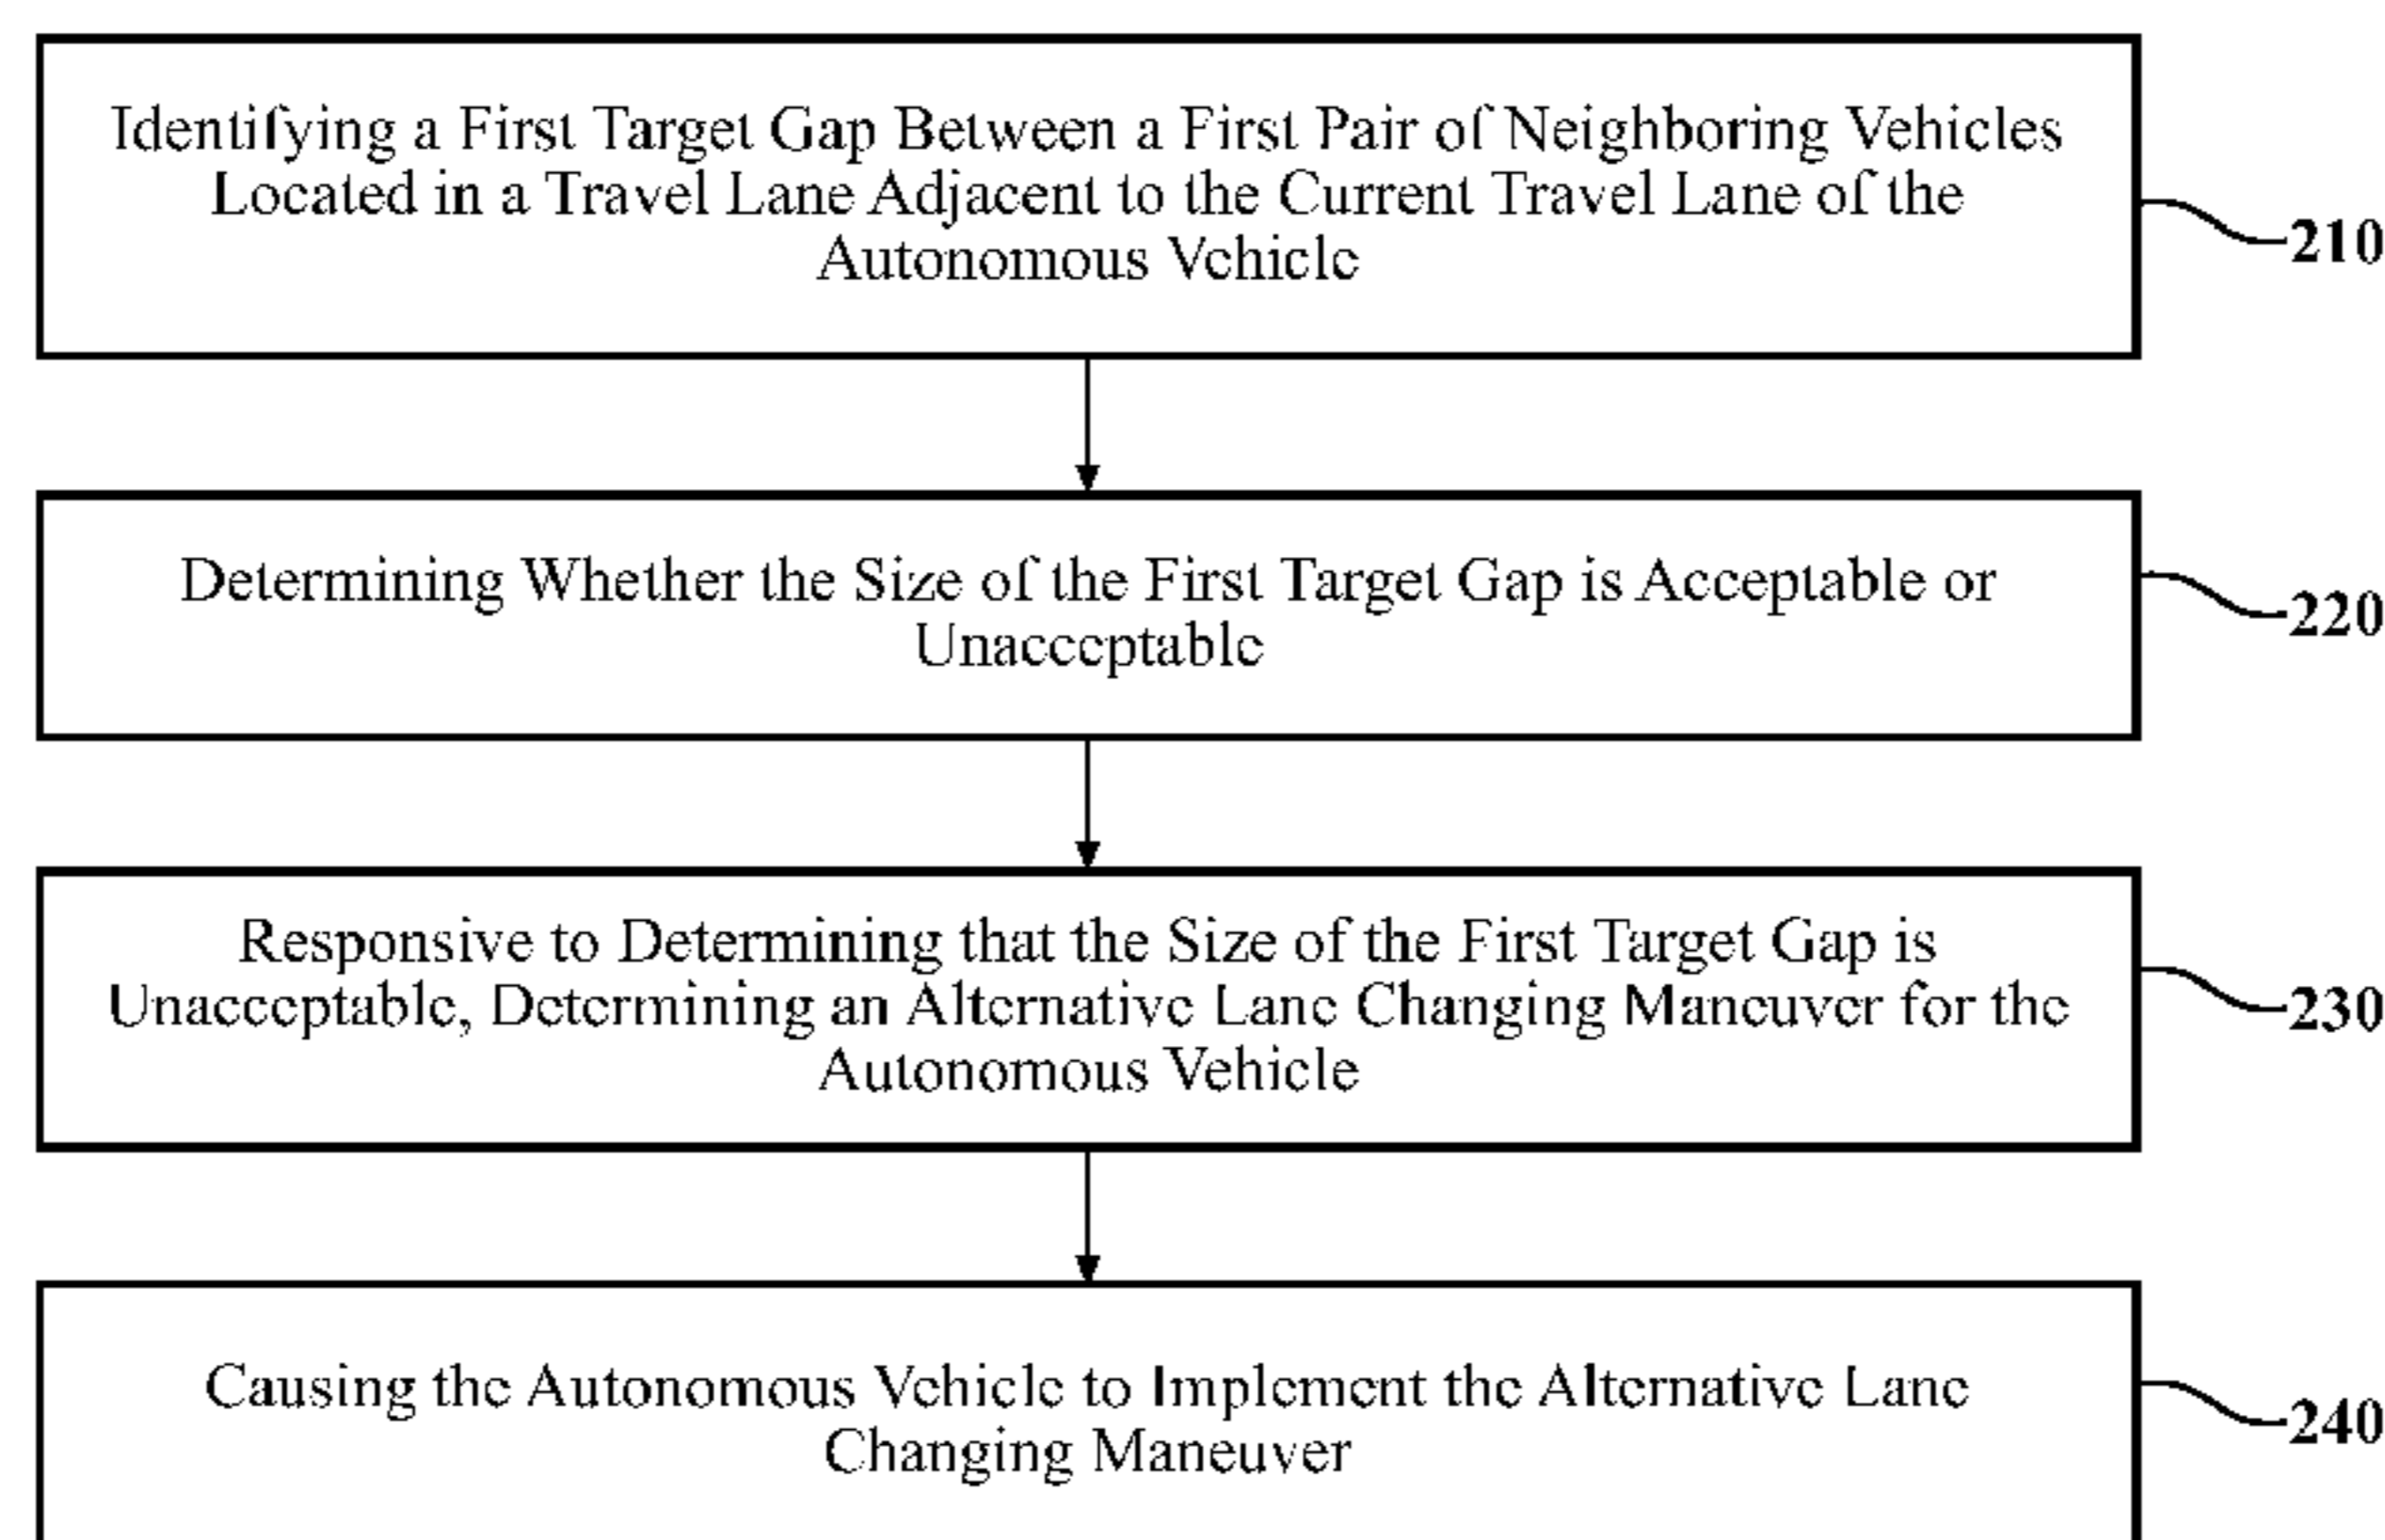 Identifying a First Target Gap Between a First Pair of Neighboring Vehicles
Located in a Travel Lane Adjacent to the Current Travel Lane of the
Autonomous Vehicle
210
Determining Whether the Size of the First Target Gap is Acceptable or
Unacceptable
220
Responsive to Determining that the Size of the First Target Gap is
Unacceptable, Determining an Alternative Lane Changing Maneuver for the
Autonomous Vehicle
230
Causing the Autonomous Vehicle to Implement the Alternative Lane
Changing Maneuver
240